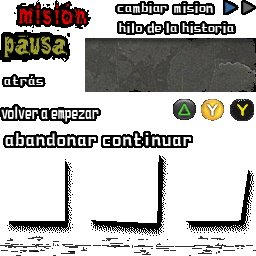 misión
cambiar misión
hilo de la historia
pausa
atrás
volver a empezar
Y Y
abandonar continuar